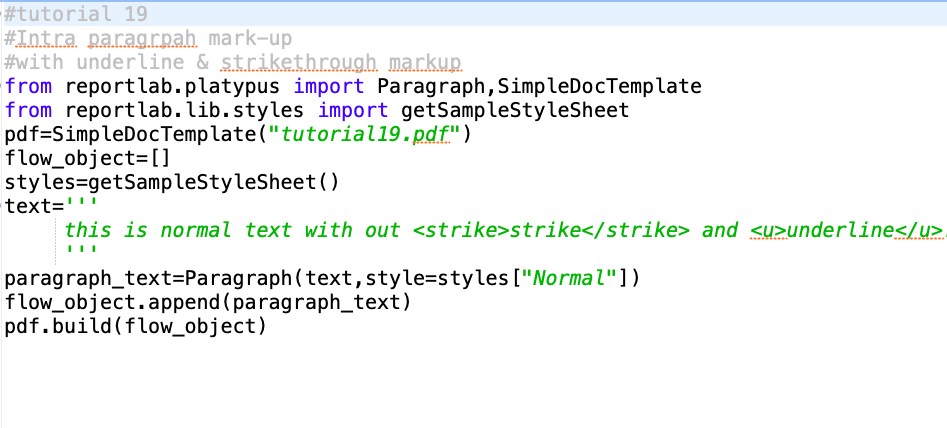 #tutorial 19
#Intra paragrpah mark-up
#with underline & strikethrough markup
from reportlab.platypus import Paragraph,SimpleDocTemplate
from reportlab.lib.styles import getSampleStyleSheet
pdf=SimpleDocTemplate("tutorial19.pdf")
flow_object=[]
styles=getSampleStyleSheet()
text='''
     this is normal text with out <strike>strike</strike> and <u>underline</u>.
     '''
paragraph_text=Paragraph(text,style=styles["Normal"])
flow_object.append(paragraph_text)
pdf.build(flow_object)